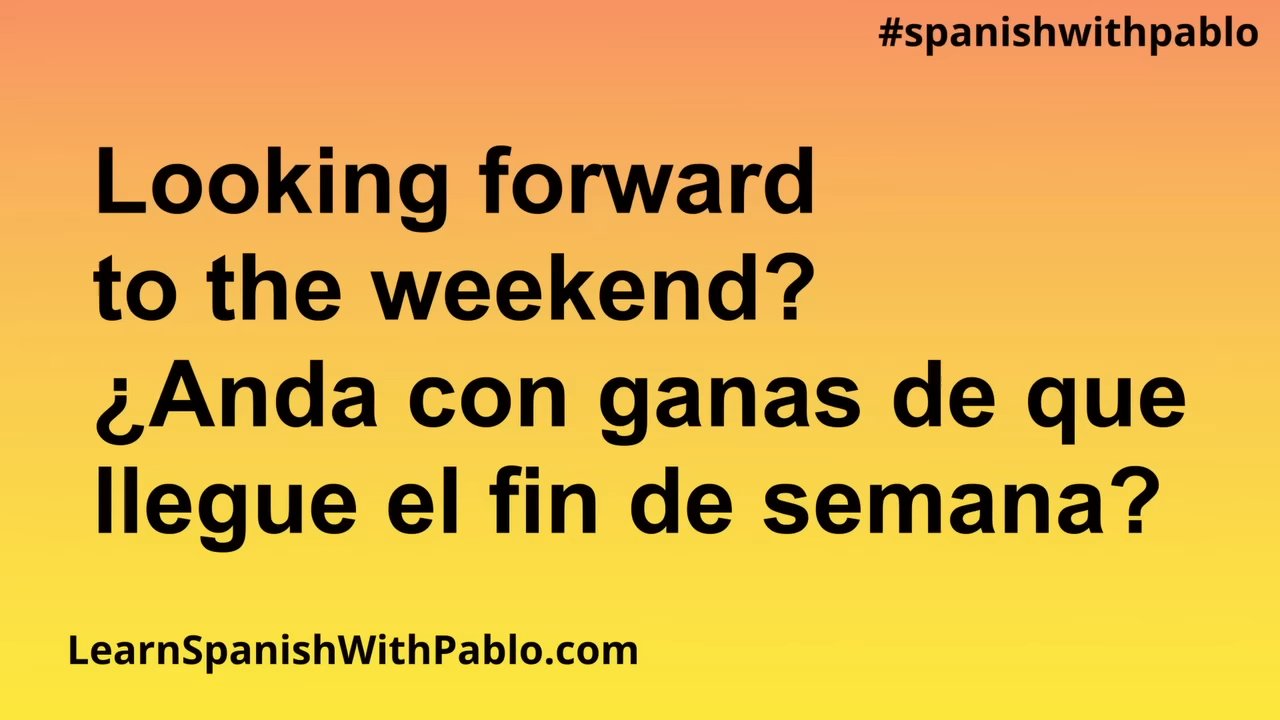 #spanishwithpablo
Looking forward
to the weekend?
¿Anda con ganas de que
llegue el fin de semana?
LearnSpanishWithPablo.com